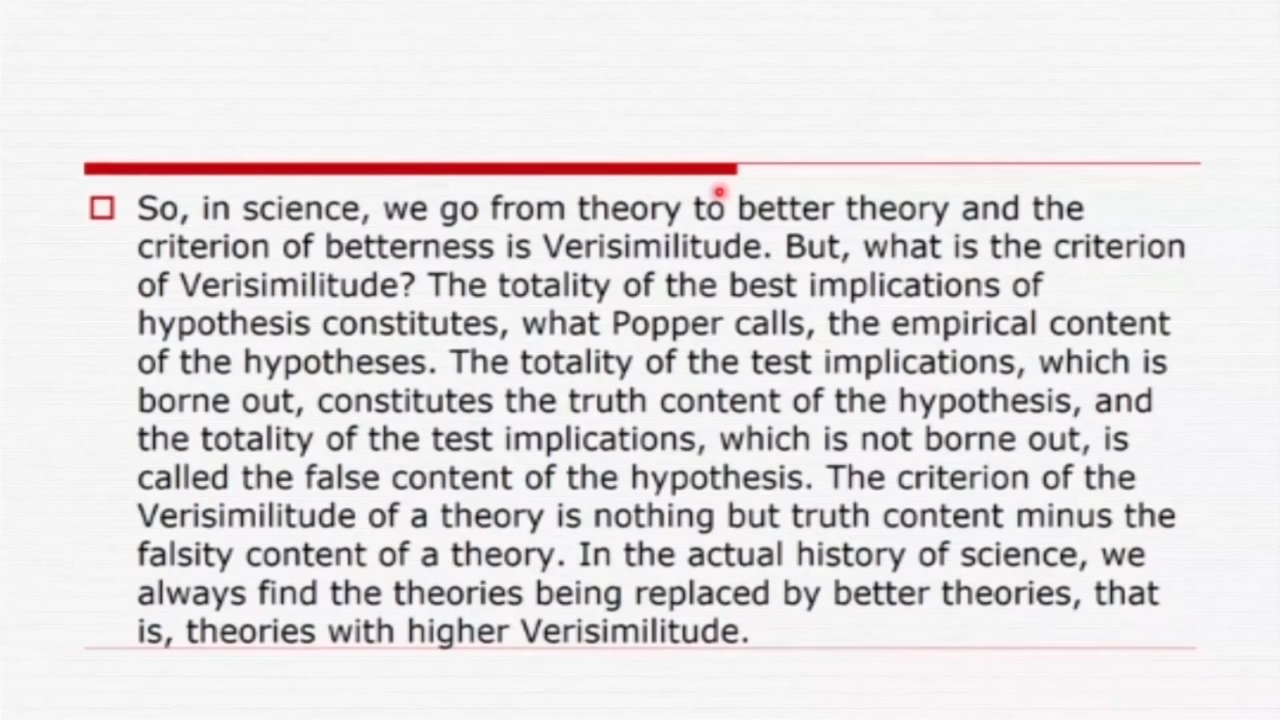 So, in science, we go from theory to better theory and the
criterion of betterness is Verisimilitude. But, what is the criterion
of Verisimilitude? The totality of the best implications of
hypothesis constitutes, what Popper calls, the empirical content
of the hypotheses. The totality of the test implications, which is
borne out, constitutes the truth content of the hypothesis, and
the totality of the test implications, which is not borne out, is
called the false content of the hypothesis. The criterion of the
Verisimilitude of a theory is nothing but truth content minus the
falsity content of a theory. In the actual history of science, we
always find the theories being replaced by better theories, that
is, theories with higher Verisimilitude.